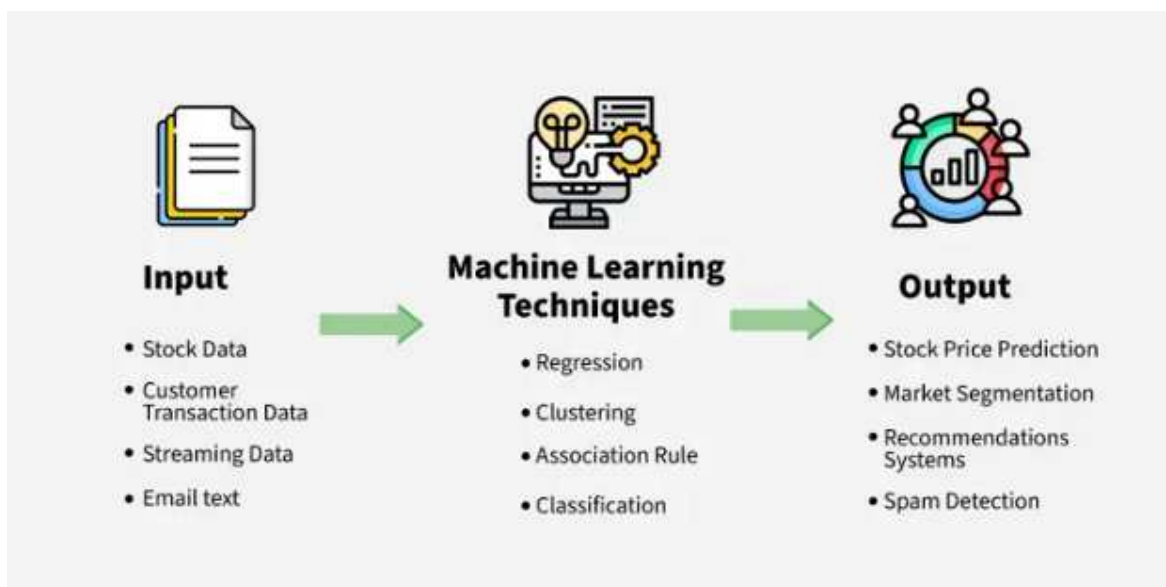 Input
• Stock Data
• Customer
Transaction Data
• Streaming Data
• Email text
Machine Learning
Techniques
• Regression
• Clustering
• Association Rule
• Classification
Output
• Stock Price Prediction
• Market Segmentation
• Recommendations
Systems
• Spam Detection